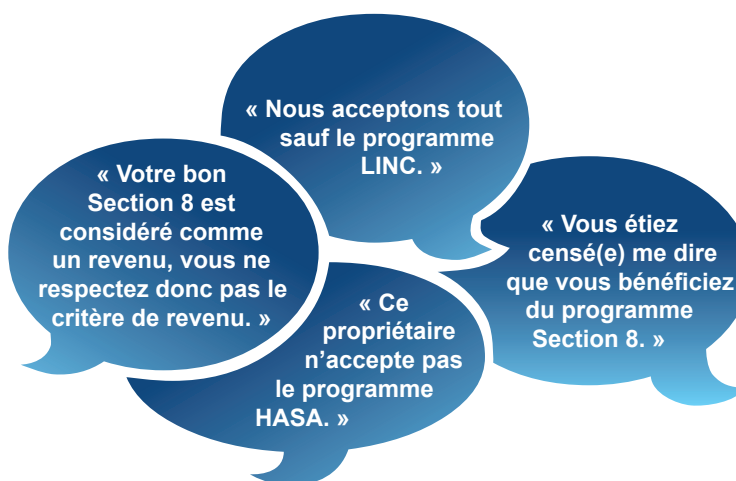 « Nous acceptons tout
sauf le programme
LINC. »
« Votre bon
Section 8 est
considéré comme
un revenu, vous ne
respectez donc pas le
critère de revenu. »
« Vous étiez
censé(e) me dire
que vous bénéficiez
du programme
Section 8. »
« Ce
propriétaire
n’accepte pas
le programme
HASA. »